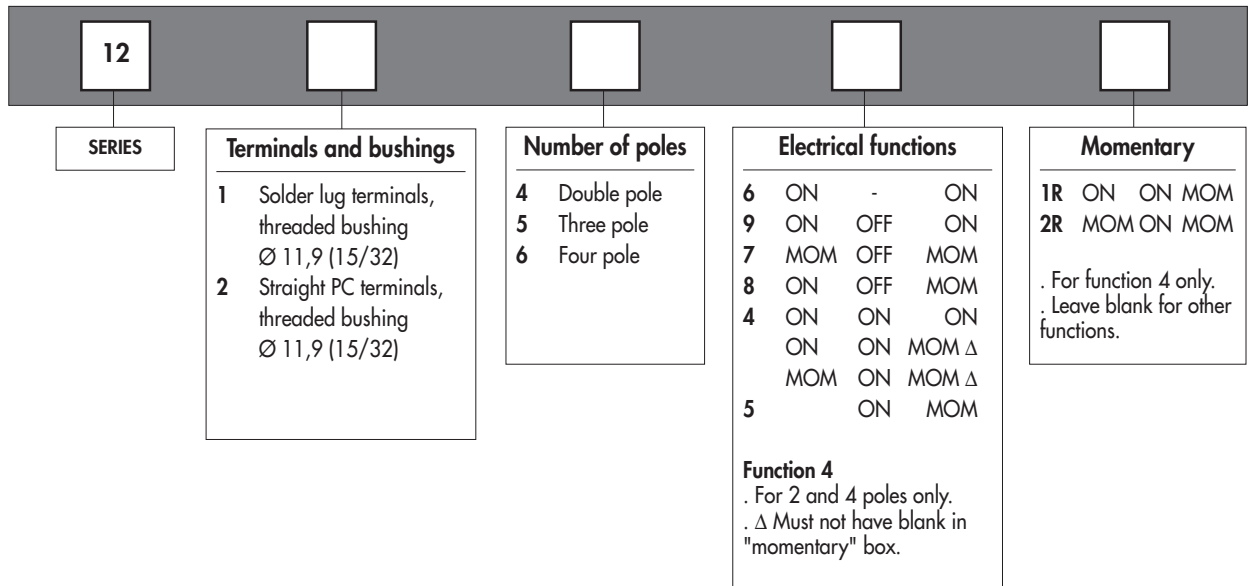 12
SERIES
Terminals and bushings
1 Solder lug terminals,
threaded bushing
Ø 11,9 (15/32)
2 Straight PC terminals,
threaded bushing
Ø 11,9 (15/32)
Number of poles
4 Double pole
5 Three pole
6 Four pole
Electrical functions
6 ON - ON
9 ON OFF ON
7 MOM OFF MOM
8 ON OFF MOM
4 ON ON ON
ON ON MOM Δ
MOM ON MOM Δ
5 ON MOM
Function 4
. For 2 and 4 poles only.
. Δ Must not have blank in
"momentary" box.
Momentary
1R ON ON MOM
2R MOM ON MOM
. For function 4 only.
. Leave blank for other
functions.